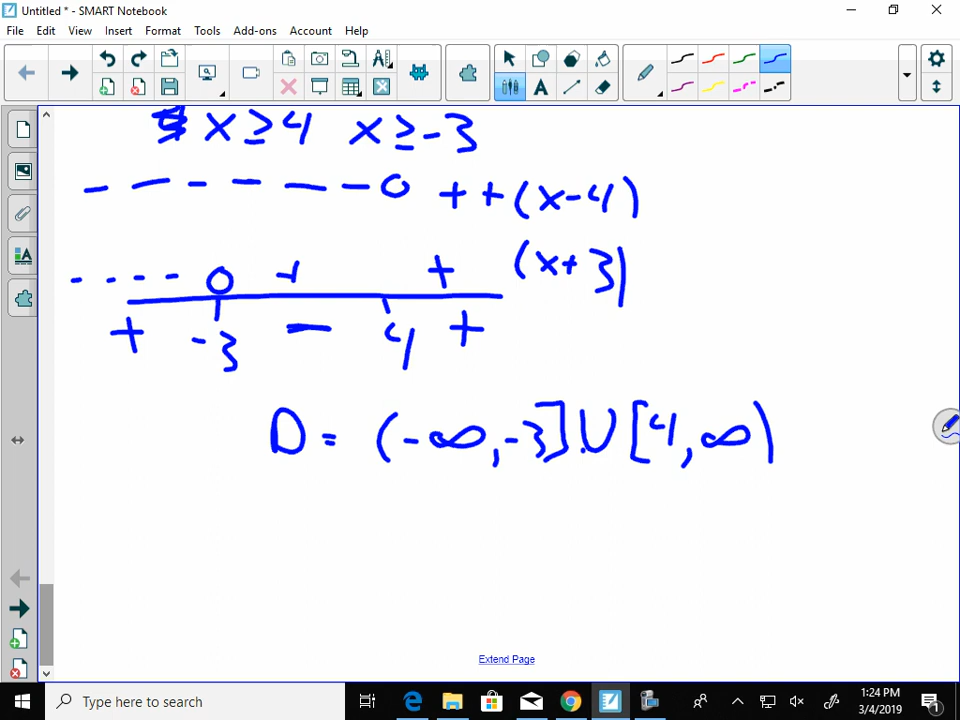 Untitled * - SMART Notebook
File Edit View Insert Format Tools Add-ons Account Help
x ≥ 4 x ≥ -3
- - - - - - 0 + + (x-4)
- - - - 0 + + (x+3)
+ -3 - 4 +
D = (-∞,-3] U [4,∞)
Extend Page
Type here to search
1:24 PM
3/4/2019
1